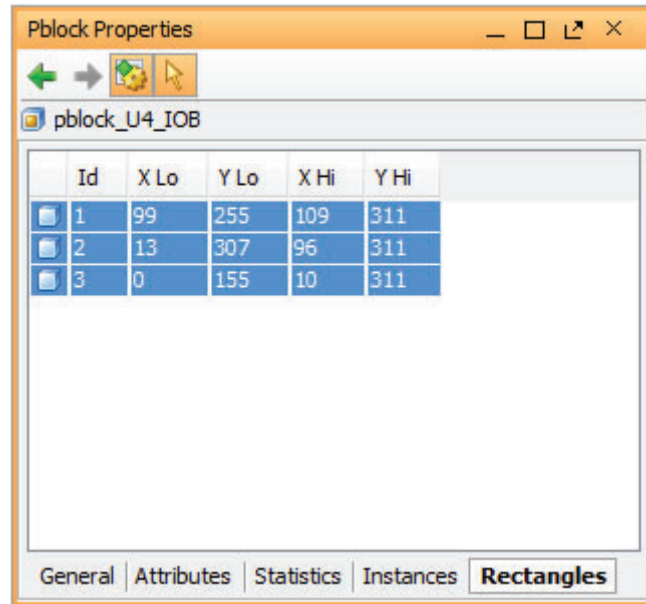 Pblock Properties
pblock_U4_IOB
Id X Lo Y Lo X Hi Y Hi
1 99 255 109 311
2 13 307 96 311
3 0 155 10 311
General Attributes Statistics Instances Rectangles